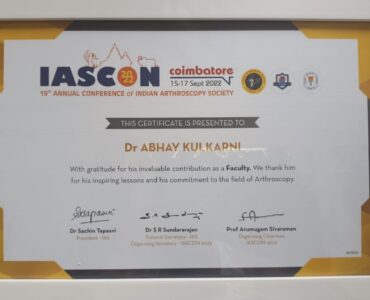 IASCON
2022
coimbatore
15-17 Sept 2022
19th ANNUAL CONFERENCE of INDIAN ARTHROSCOPY SOCIETY
THIS CERTIFICATE IS PRESENTED TO
Dr ABHAY KULKARNI
With gratitude for his invaluable contribution as a Faculty. We thank him
for his inspiring lessons and his commitment to the field of Arthroscopy.
Dr Sachin Tapasvi
President - IAS
Dr S R Sundararajan
General Secretary - IAS
Organising Secretary - IASCON 2022
Prof Arumugam Sivaraman
Organising Chairman
IASCON 2022